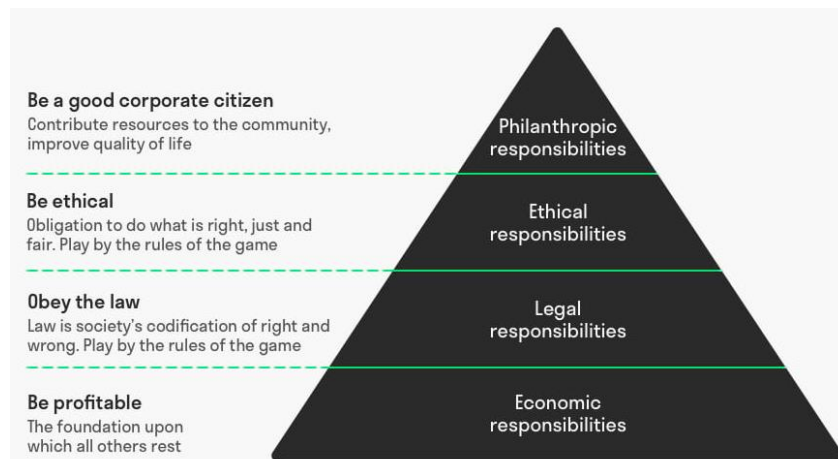 Be a good corporate citizen
Contribute resources to the community,
improve quality of life
Philanthropic
responsibilities
Be ethical
Obligation to do what is right, just and
fair. Play by the rules of the game
Ethical
responsibilities
Obey the law
Law is society's codification of right and
wrong. Play by the rules of the game
Legal
responsibilities
Be profitable
The foundation upon
which all others rest
Economic
responsibilities